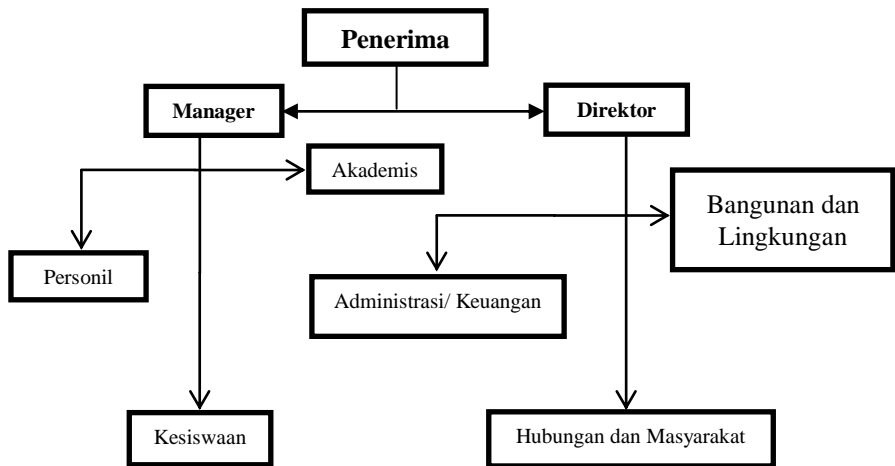 Penerima
Manager
Direktor
Akademis
Bangunan dan
Lingkungan
Personil
Administrasi/ Keuangan
Kesiswaan
Hubungan dan Masyarakat